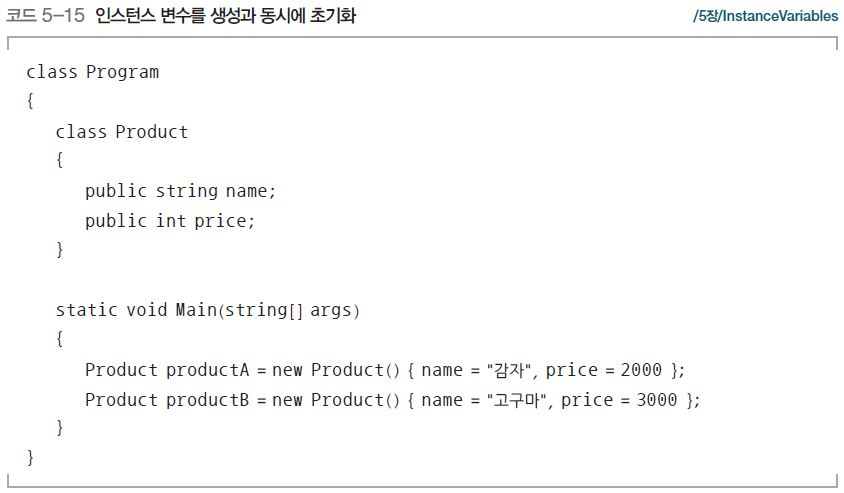 코드 5-15 인스턴스 변수를 생성과 동시에 초기화 /5장/InstanceVariables
class Program
{
class Product
{
public string name;
public int price;
}
static void Main(string[] args)
{
Product productA = new Product() { name = "감자", price = 2000 };
Product productB = new Product() { name = "고구마", price = 3000 };
}
}